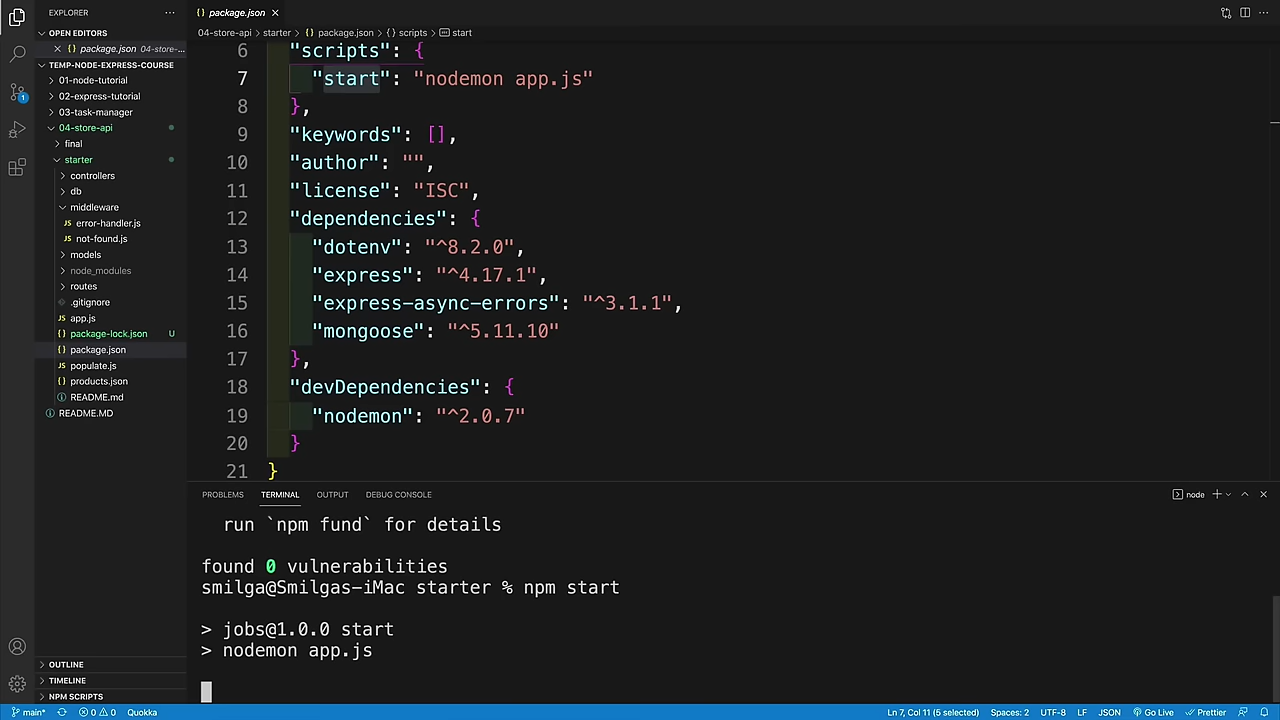 EXPLORER
···
OPEN EDITORS
{} package.json 04-store-...
TEMP-NODE-EXPRESS-COURSE
01-node-tutorial
02-express-tutorial
03-task-manager
04-store-api
final
starter
controllers
db
middleware
JS error-handler.js
JS not-found.js
models
node_modules
routes
.gitignore
JS app.js
{} package-lock.json U
{} package.json
JS populate.js
{} products.json
README.md
README.MD
OUTLINE
TIMELINE
NPM SCRIPTS
1
{} package.json
04-store-api > starter > {} package.json > {} scripts > start
6 "scripts": {
7 "start": "nodemon app.js"
8 },
9 "keywords": [],
10 "author": "",
11 "license": "ISC",
12 "dependencies": {
13 "dotenv": "^8.2.0",
14 "express": "^4.17.1",
15 "express-async-errors": "^3.1.1",
16 "mongoose": "^5.11.10"
17 },
18 "devDependencies": {
19 "nodemon": "^2.0.7"
20 }
21 }
PROBLEMS TERMINAL OUTPUT DEBUG CONSOLE
node
run `npm fund` for details
found 0 vulnerabilities
smilga@Smilgas-iMac starter % npm start
> jobs@1.0.0 start
> nodemon app.js
main* 0 0 Quokka
Ln 7, Col 11 (5 selected) Spaces: 2 UTF-8 LF JSON Go Live Prettier